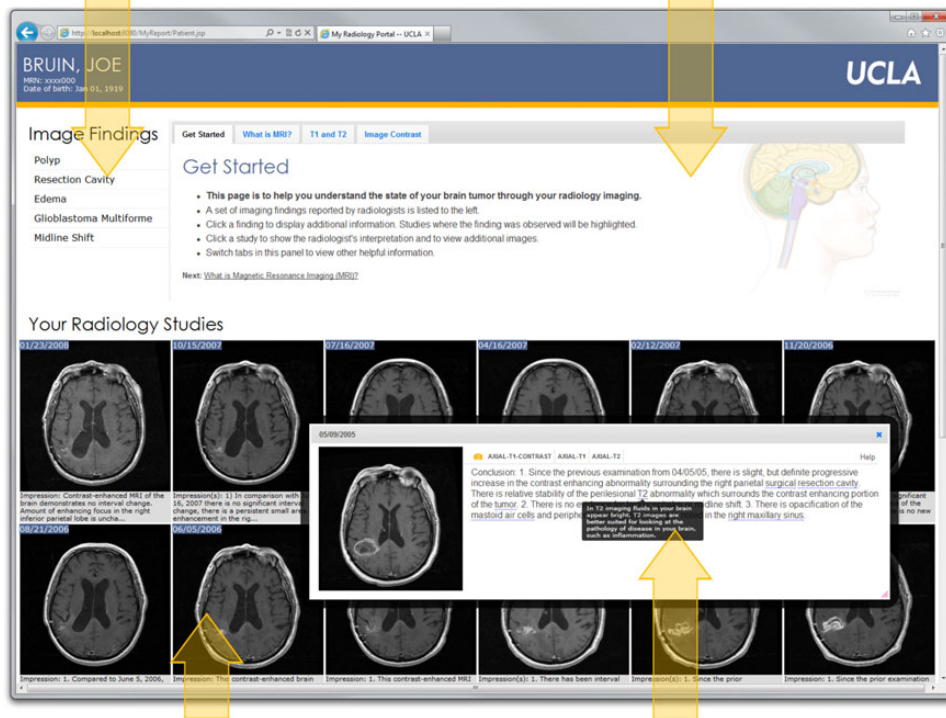 http://localhost:8080/MyReport/Patient.jsp
My Radiology Portal -- UCLA
BRUIN, JOE
MRN: xxxx000
Date of birth: Jan 01, 1919
UCLA
Image Findings
Polyp
Resection Cavity
Edema
Glioblastoma Multiforme
Midline Shift
Get Started What is MRI? T1 and T2 Image Contrast
Get Started
• This page is to help you understand the state of your brain tumor through your radiology imaging.
• A set of imaging findings reported by radiologists is listed to the left.
• Click a finding to display additional information. Studies where the finding was observed will be highlighted.
• Click a study to show the radiologist's interpretation and to view additional images.
• Switch tabs in this panel to view other helpful information.
Next: What is Magnetic Resonance Imaging (MRI)?
Your Radiology Studies
01/23/2008 10/15/2007 07/16/2007 04/16/2007 02/12/2007 11/20/2006
Impression: Contrast-enhanced MRI of the
brain demonstrates no interval change.
Amount of enhancing focus in the right
inferior parietal lobe is uncha...
Impression(s): 1) In comparison with
16, 2007 there is no significant interval
change, there is a persistent small area
enhancement in the rig...
05/09/2005
AXIAL-T1-CONTRAST AXIAL-T1 AXIAL-T2 Help
Conclusion: 1. Since the previous examination from 04/05/05, there is slight, but definite progressive
increase in the contrast enhancing abnormality surrounding the right parietal surgical resection cavity.
There is relative stability of the perilesional T2 abnormality which surrounds the contrast enhancing portion
of the tumor. 2. There is no midline shift. 3. There is opacification of the
mastoid air cells and in the right maxillary sinus.
In T2 imaging fluids in your brain
appear bright. T2 images are
better suited for looking at the
pathology of disease in your brain,
such as inflammation.
significant
of the
is no new
08/21/2006 06/05/2006
Impression: 1. Compared to June 5, 2006,
Impression: This contrast-enhanced brain
Impression: 1. This contrast-enhanced MRI
Impression(s): 1. There has been interval
Impression(s): 1. Since the prior
Impression: 1. Since the prior examination